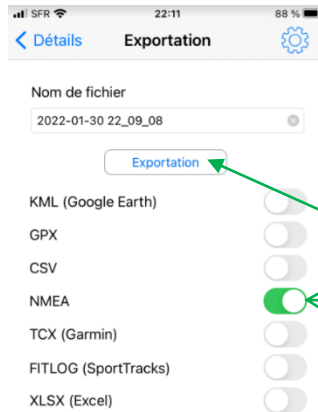 SFR 22:11 88 %
Détails Exportation
Nom de fichier
2022-01-30 22_09_08
Exportation
KML (Google Earth)
GPX
CSV
NMEA
TCX (Garmin)
FITLOG (SportTracks)
XLSX (Excel)